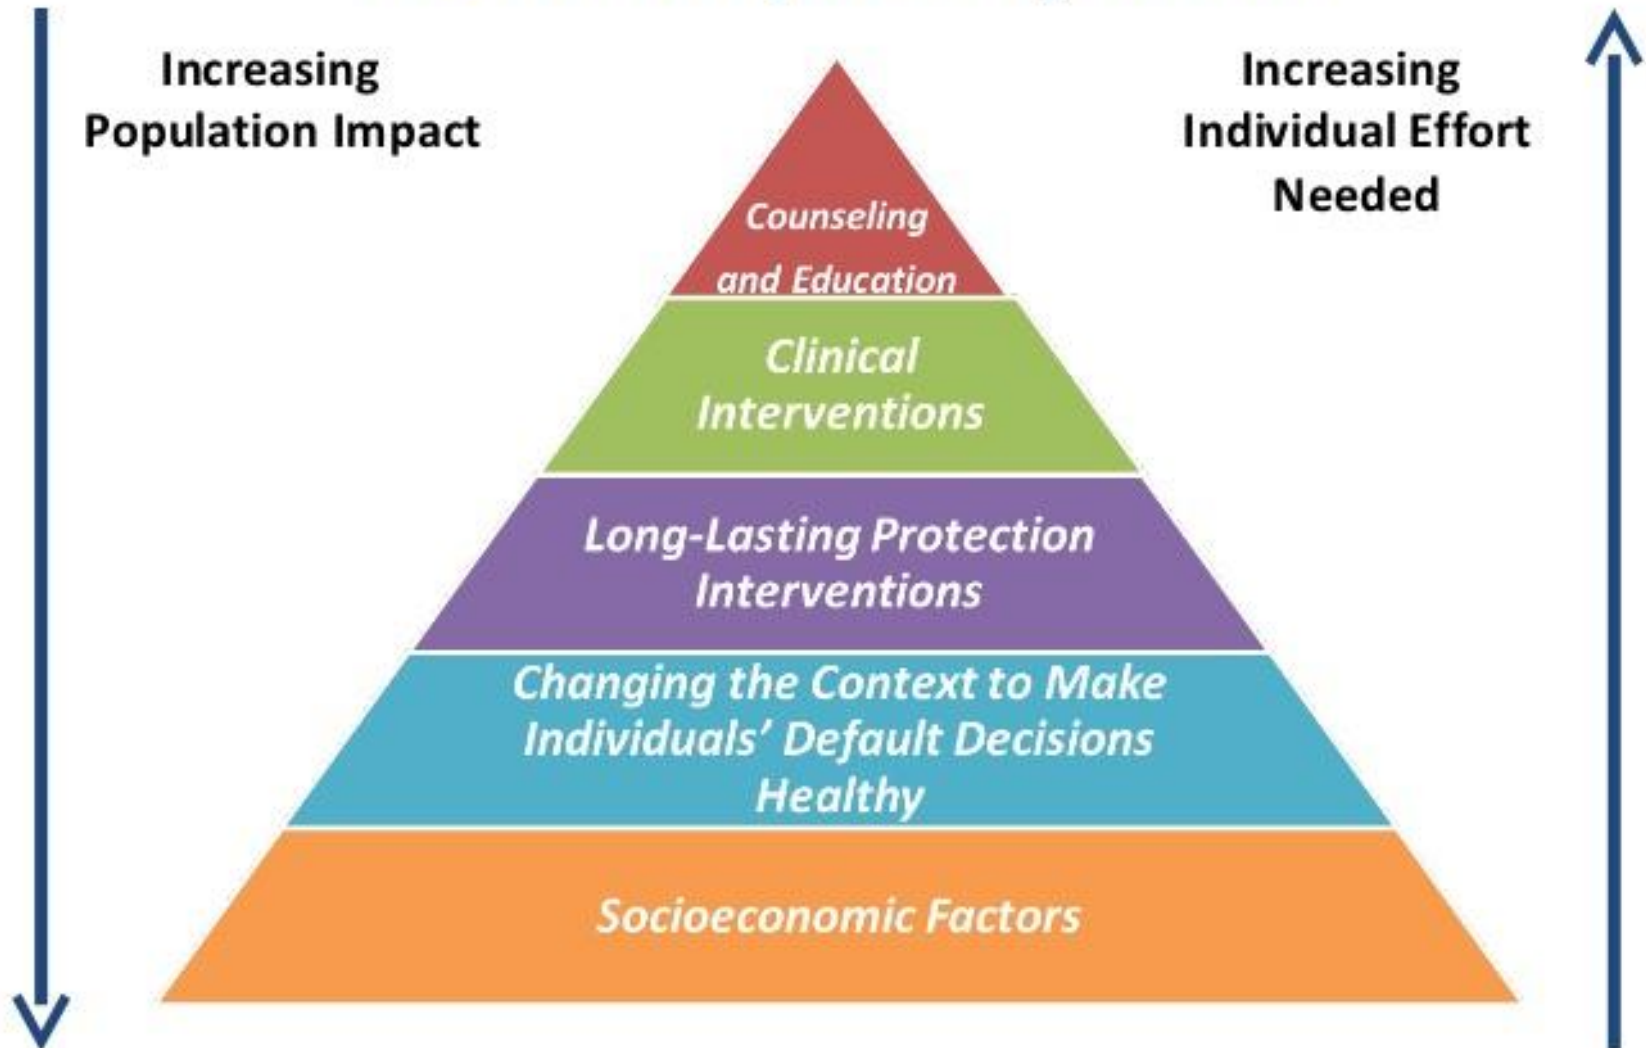 Increasing
Population Impact
Increasing
Individual Effort
Needed
Counseling
and Education
Clinical
Interventions
Long-Lasting Protection
Interventions
Changing the Context to Make
Individuals’ Default Decisions
Healthy
Socioeconomic Factors